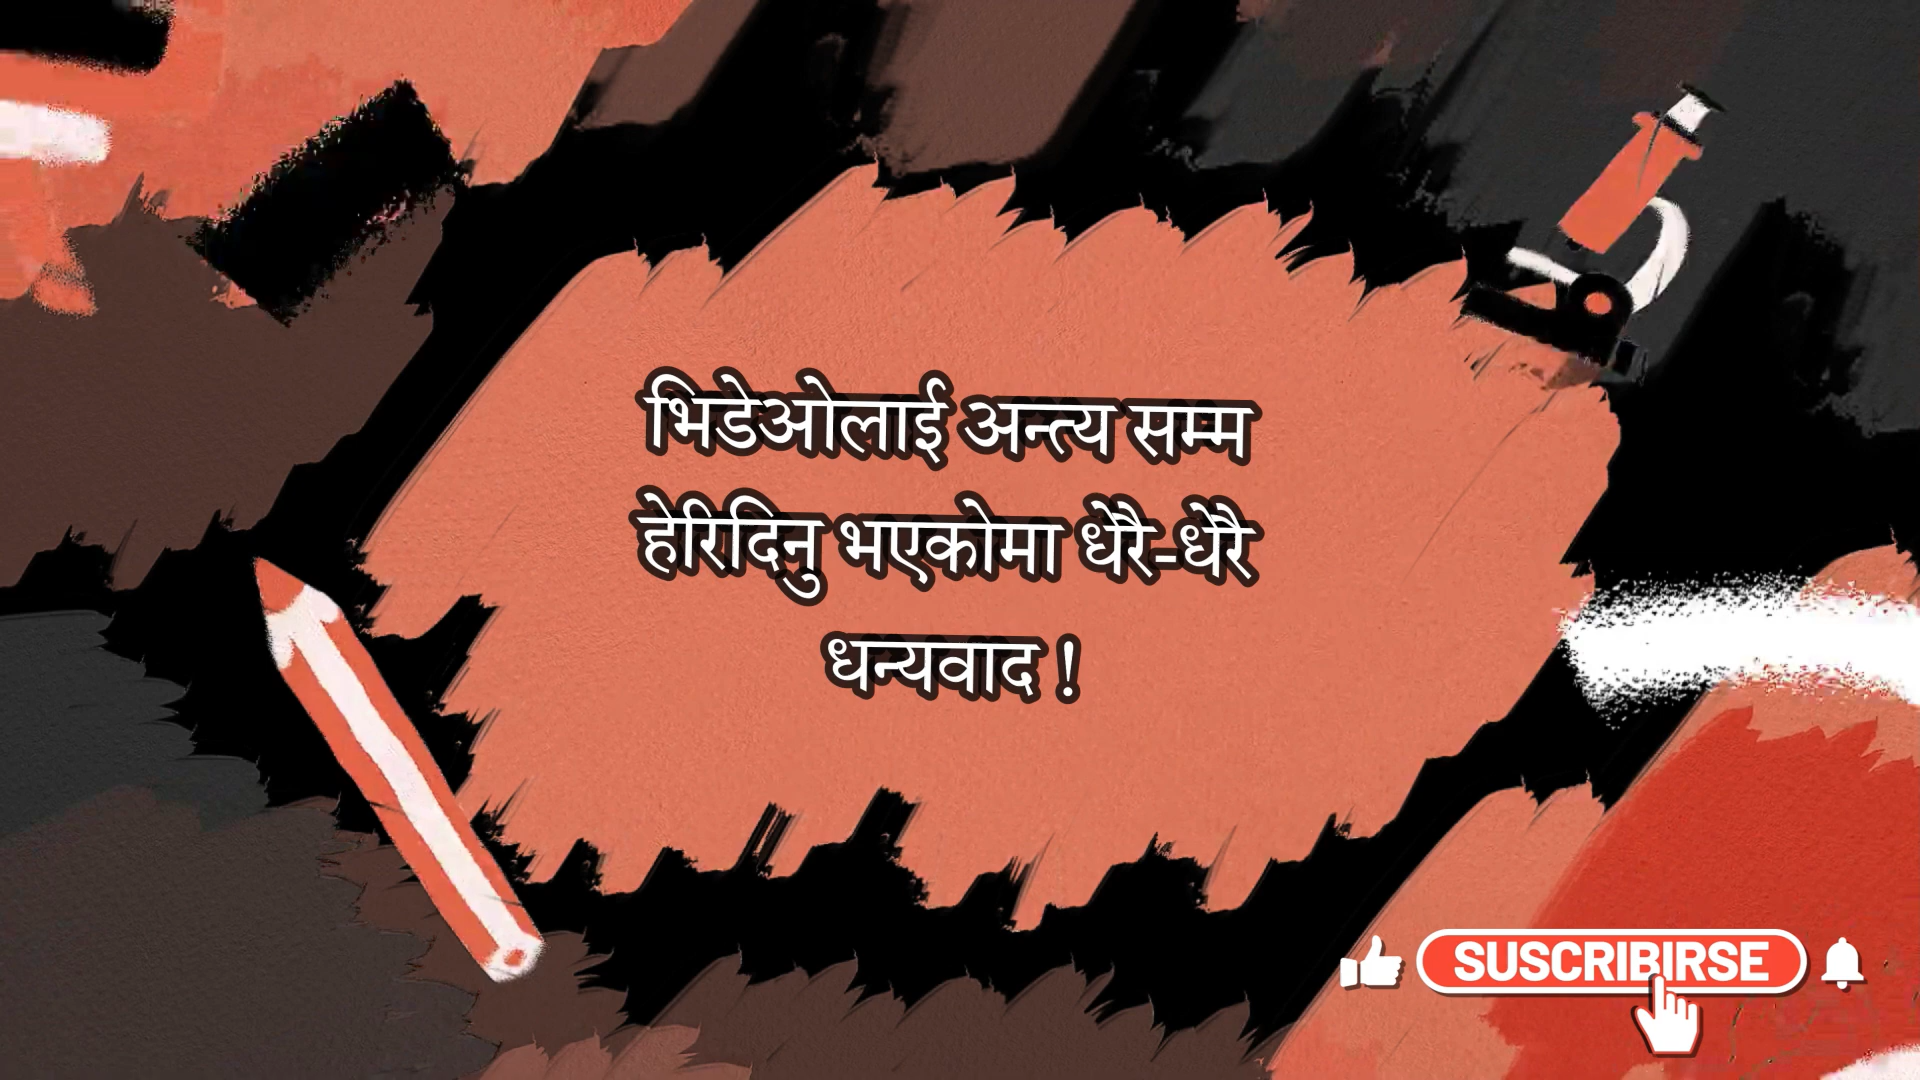 भिडेओलाई अन्त्य सम्म
हेरिदिनु भएकोमा धेरै-धेरै
धन्यवाद !
SUSCRIBIRSE